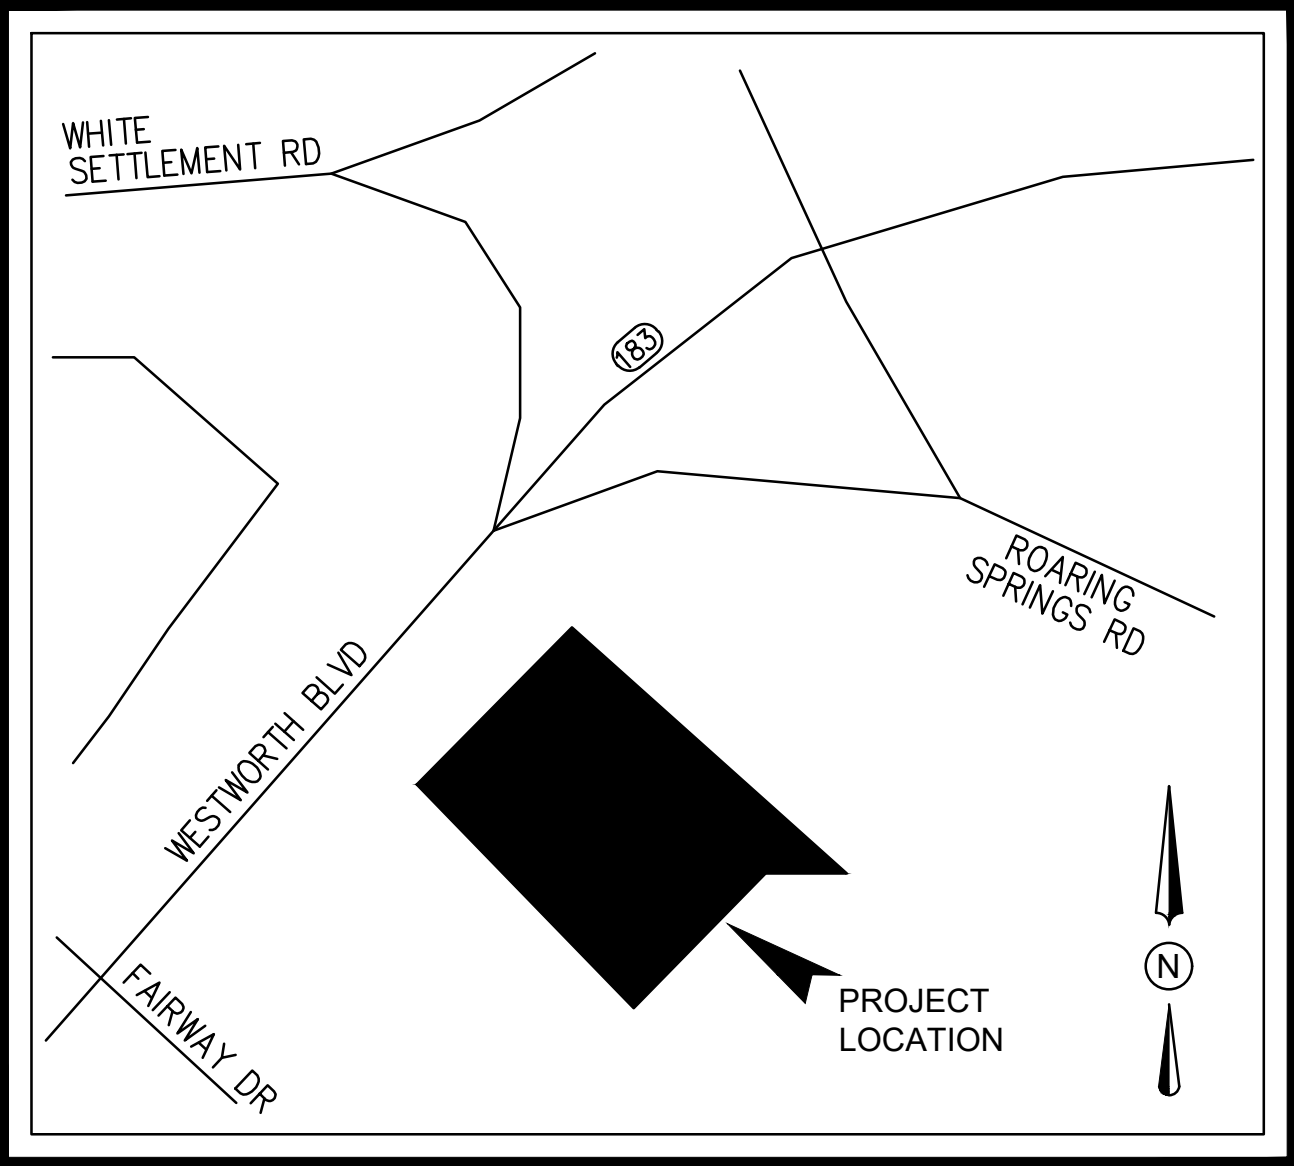 WHITE
SETTLEMENT RD
183
ROARING
SPRINGS RD
WESTWORTH BLVD
FAIRWAY DR
N
PROJECT
LOCATION